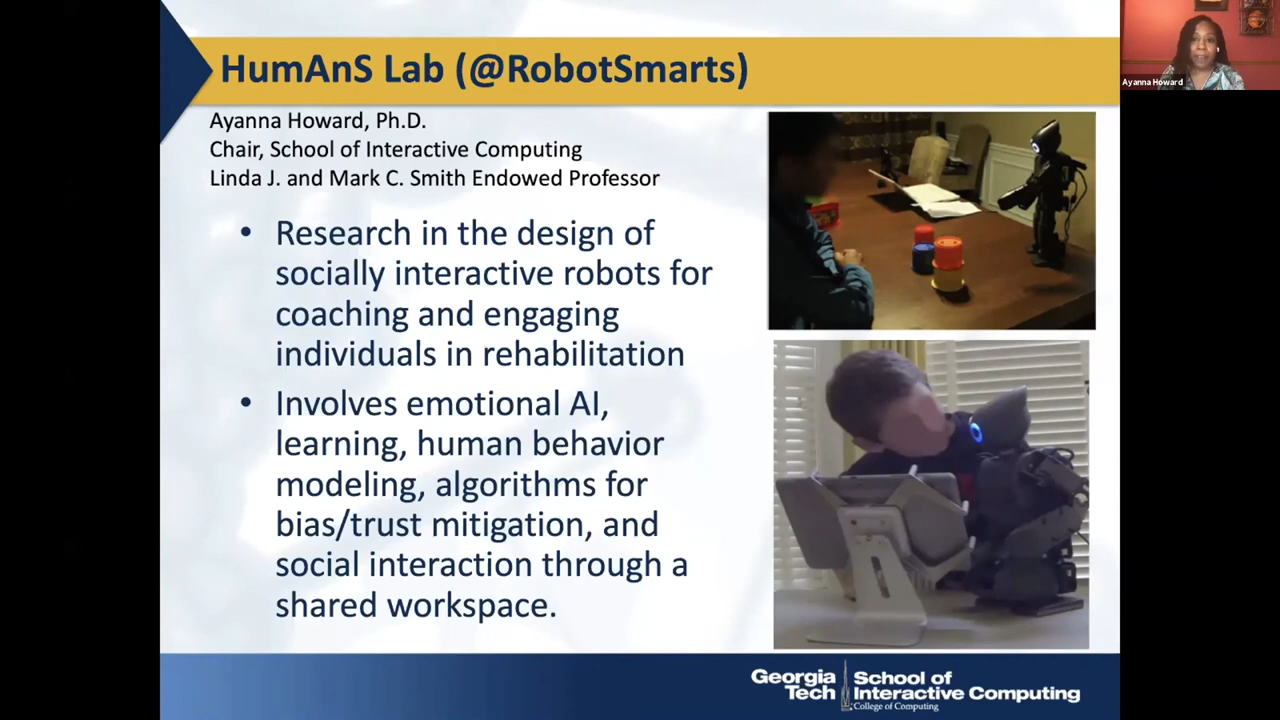 HumAnS Lab (@RobotSmarts)
Ayanna Howard
Ayanna Howard, Ph.D.
Chair, School of Interactive Computing
Linda J. and Mark C. Smith Endowed Professor
• Research in the design of
socially interactive robots for
coaching and engaging
individuals in rehabilitation
• Involves emotional AI,
learning, human behavior
modeling, algorithms for
bias/trust mitigation, and
social interaction through a
shared workspace.
Georgia
Tech
School of
Interactive Computing
College of Computing